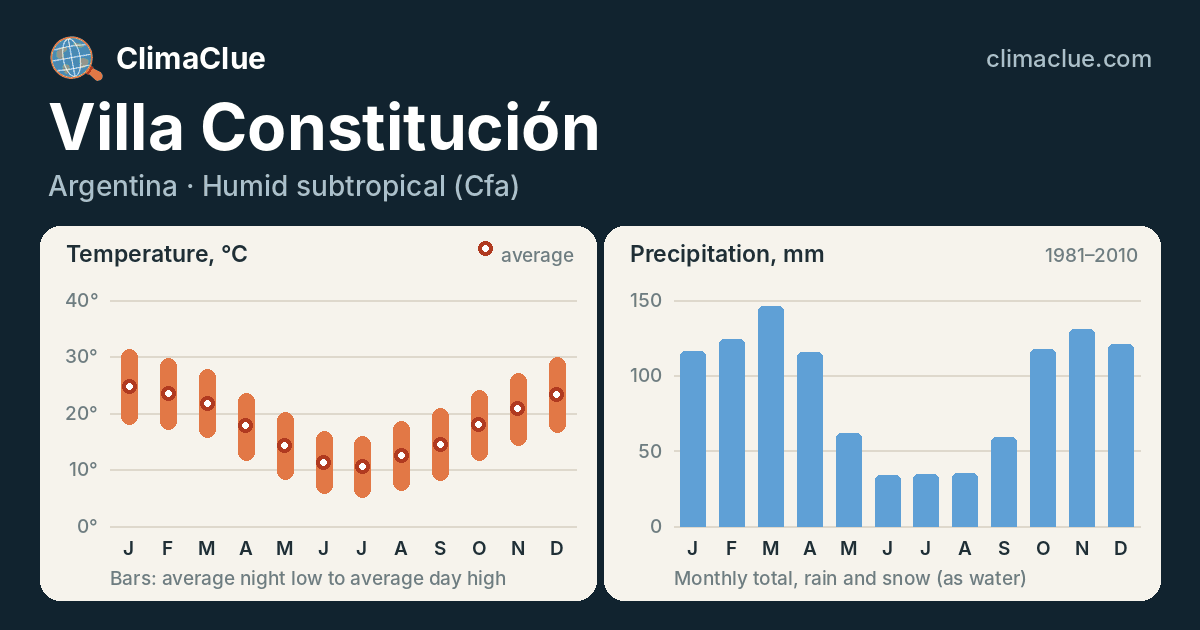 ClimaClue
climaclue.com
Villa Constitución
Argentina · Humid subtropical (Cfa)
Temperature, °C
average
40°
30°
20°
10°
0°
J F M A M J J A S O N D
Bars: average night low to average day high
Precipitation, mm
1981–2010
150
100
50
0
J F M A M J J A S O N D
Monthly total, rain and snow (as water)